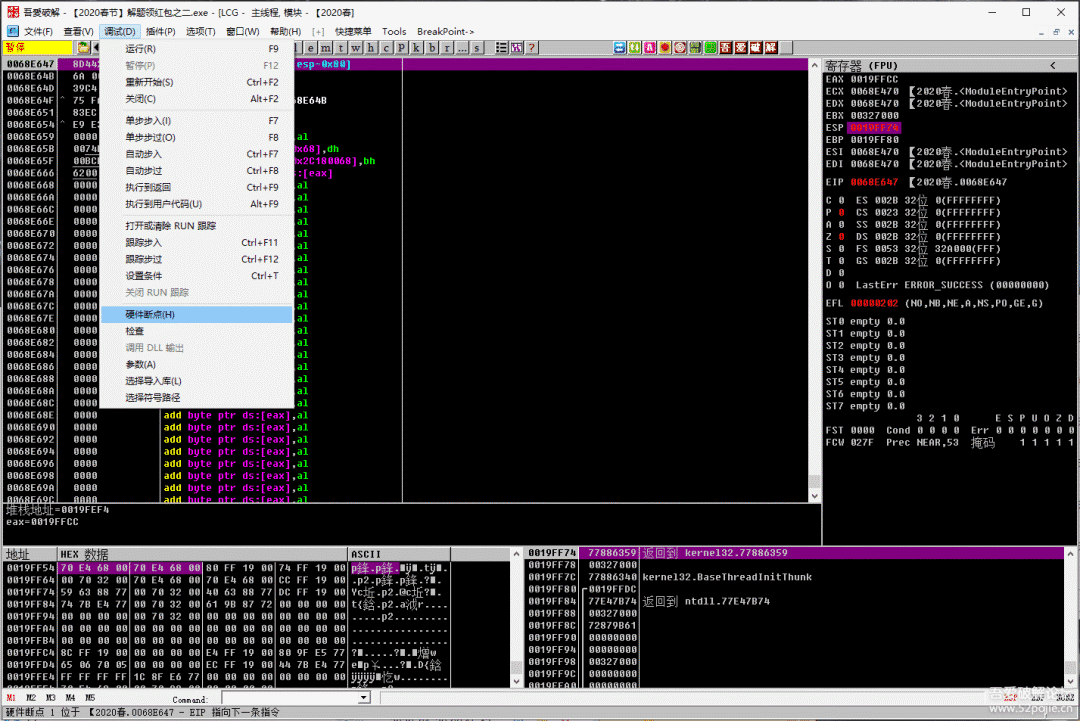 吾爱破解 - 【2020春节】解题领红包之二.exe - [LCG - 主线程, 模块 - 【2020春]
文件(F) 查看(V) 调试(D) 插件(P) 选项(T) 窗口(W) 帮助(H) [+] 快捷菜单 Tools BreakPoint->
暂停
l e m t w h c p k b r ... s
吾 爱 破 解
运行(R) F9
暂停(P) F12
重新开始(S) Ctrl+F2
关闭(C) Alt+F2
单步步入(I) F7
单步步过(O) F8
自动步入 Ctrl+F7
自动步过 Ctrl+F8
执行到返回 Ctrl+F9
执行到用户代码(U) Alt+F9
打开或清除 RUN 跟踪
跟踪步入 Ctrl+F11
跟踪步过 Ctrl+F12
设置条件 Ctrl+T
关闭 RUN 跟踪
硬件断点(H)
检查
调用 DLL 输出
参数(A)
选择导入库(L)
选择符号路径
0068E647 8D44 esp-0x80]
0068E64B 6A 0
0068E64D 39C4
0068E64F 75 F 8E64B
0068E651 83EC
0068E654 E9 E
0068E659 0000 ,al
0068E65B 0074 x68],dh
0068E65F 00BC x2C180068],bh
0068E666 6200 :[eax]
0068E668 0000 ,al
0068E66A 0000 ,al
0068E66C 0000 ,al
0068E66E 0000 ,al
0068E670 0000 ,al
0068E672 0000 ,al
0068E674 0000 ,al
0068E676 0000 ,al
0068E678 0000 ,al
0068E67A 0000 ,al
0068E67C 0000 ,al
0068E67E 0000 ,al
0068E680 0000 ,al
0068E682 0000 ,al
0068E684 0000 ,al
0068E686 0000 ,al
0068E688 0000 ,al
0068E68A 0000 ,al
0068E68C 0000 ,al
0068E68E 0000 add byte ptr ds:[eax],al
0068E690 0000 add byte ptr ds:[eax],al
0068E692 0000 add byte ptr ds:[eax],al
0068E694 0000 add byte ptr ds:[eax],al
0068E696 0000 add byte ptr ds:[eax],al
0068E698 0000 add byte ptr ds:[eax],al
0068E69A 0000 add byte ptr ds:[eax],al
0068E69C 0000 add byte ptr ds:[eax],al
堆栈地址=0019FEF4
eax=0019FFCC
寄存器 (FPU) <
EAX 0019FFCC
ECX 0068E470 【2020春.<ModuleEntryPoint>
EDX 0068E470 【2020春.<ModuleEntryPoint>
EBX 00327000
ESP 0019FF74
EBP 0019FF80
ESI 0068E470 【2020春.<ModuleEntryPoint>
EDI 0068E470 【2020春.<ModuleEntryPoint>
EIP 0068E647 【2020春.0068E647
C 0 ES 002B 32位 0(FFFFFFFF)
P 0 CS 0023 32位 0(FFFFFFFF)
A 0 SS 002B 32位 0(FFFFFFFF)
Z 0 DS 002B 32位 0(FFFFFFFF)
S 0 FS 0053 32位 32A000(FFF)
T 0 GS 002B 32位 0(FFFFFFFF)
D 0
O 0 LastErr ERROR_SUCCESS (00000000)
EFL 00000202 (NO,NB,NE,A,NS,PO,GE,G)
ST0 empty 0.0
ST1 empty 0.0
ST2 empty 0.0
ST3 empty 0.0
ST4 empty 0.0
ST5 empty 0.0
ST6 empty 0.0
ST7 empty 0.0
3 2 1 0 E S P U O Z D
FST 0000 Cond 0 0 0 0 Err 0 0 0 0 0 0 0
FCW 027F Prec NEAR,53 掩码 1 1 1 1 1
地址 HEX 数据 ASCII
0019FF54 70 E4 68 00 70 E4 68 00 80 FF 19 00 74 FF 19 00
0019FF64 00 70 32 00 70 E4 68 00 70 E4 68 00 CC FF 19 00
0019FF74 59 63 88 77 00 70 32 00 40 63 88 77 DC FF 19 00
0019FF84 74 7B E4 77 00 70 32 00 61 9B 87 72 00 00 00 00
0019FF94 00 00 00 00 00 70 32 00 00 00 00 00 00 00 00 00
0019FFA4 00 00 00 00 00 00 00 00 00 00 00 00 00 00 00 00
0019FFB4 00 00 00 00 00 00 00 00 00 00 00 00 00 00 00 00
0019FFC4 8C FF 19 00 00 00 00 00 E4 FF 19 00 80 9F E5 77
0019FFD4 65 06 70 05 00 00 00 00 EC FF 19 00 44 7B E4 77
0019FFE4 FF FF FF FF 1C 8F E6 77 00 00 00 00 00 00 00 00
0019FF74 77886359 返回到 kernel32.77886359
0019FF78 00327000
0019FF7C 77886340 kernel32.BaseThreadInitThunk
0019FF80 0019FFDC
0019FF84 77E47B74 返回到 ntdll.77E47B74
0019FF88 00327000
0019FF8C 72879B61
0019FF90 00000000
0019FF94 00000000
0019FF98 00327000
0019FF9C 00000000
0019FFA0 00000000
M1 M2 M3 M4 M5 Command:
硬件断点 1 位于 【2020春.0068E647 - EIP 指向下一条指令
吾爱破解论坛
www.52pojie.cn